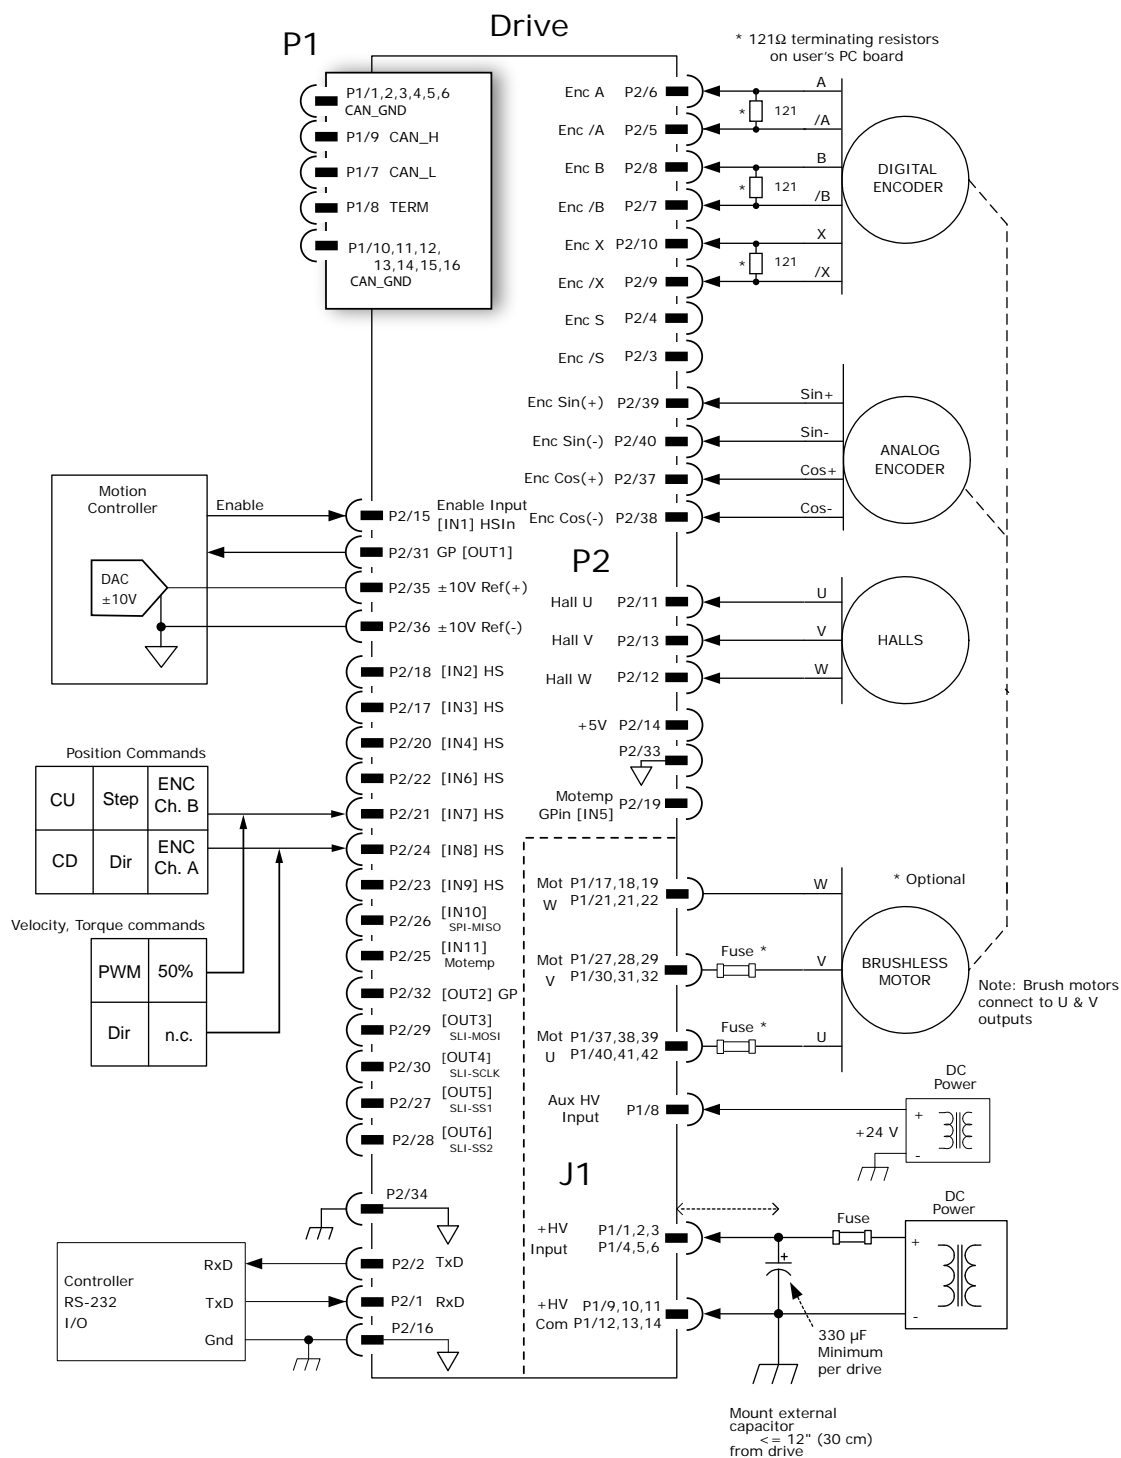 Drive
P1
* 121Ω terminating resistors
on user's PC board
P1/1,2,3,4,5,6
CAN_GND
P1/9 CAN_H
P1/7 CAN_L
P1/8 TERM
P1/10,11,12,
13,14,15,16
CAN_GND
Enc A P2/6
A
* 121
Enc /A P2/5
/A
Enc B P2/8
B
* 121
Enc /B P2/7
/B
Enc X P2/10
X
* 121
Enc /X P2/9
/X
DIGITAL
ENCODER
Enc S P2/4
Enc /S P2/3
Enc Sin(+) P2/39
Sin+
Enc Sin(-) P2/40
Sin-
Enc Cos(+) P2/37
Cos+
Enc Cos(-) P2/38
Cos-
ANALOG
ENCODER
Motion
Controller
Enable
DAC
±10V
P2/15 Enable Input
[IN1] HSIn
P2/31 GP [OUT1]
P2/35 ±10V Ref(+)
P2/36 ±10V Ref(-)
P2/18 [IN2] HS
P2/17 [IN3] HS
P2/20 [IN4] HS
P2/22 [IN6] HS
P2/21 [IN7] HS
P2/24 [IN8] HS
P2/23 [IN9] HS
P2/26 [IN10]
SPI-MISO
P2/25 [IN11]
Motemp
P2/32 [OUT2] GP
P2/29 [OUT3]
SLI-MOSI
P2/30 [OUT4]
SLI-SCLK
P2/27 [OUT5]
SLI-SS1
P2/28 [OUT6]
SLI-SS2
P2/34
P2/2 TxD
P2/1 RxD
P2/16
Position Commands
CU Step ENC
Ch. B
CD Dir ENC
Ch. A
Velocity, Torque commands
PWM 50%
Dir n.c.
Controller
RS-232
I/O
RxD
TxD
Gnd
P2
Hall U P2/11
U
Hall V P2/13
V
Hall W P2/12
W
HALLS
+5V P2/14
P2/33
Motemp
GPin [IN5]
P2/19
Mot P1/17,18,19
W P1/21,21,22
W
* Optional
Mot P1/27,28,29
V P1/30,31,32
Fuse *
V
BRUSHLESS
MOTOR
Note: Brush motors
connect to U & V
outputs
Mot P1/37,38,39
U P1/40,41,42
Fuse *
U
Aux HV
Input
P1/8
DC
Power
+
+24 V
-
J1
+HV P1/1,2,3
Input P1/4,5,6
Fuse
DC
Power
+
+
-
+HV P1/9,10,11
Com P1/12,13,14
330 µF
Minimum
per drive
Mount external
capacitor
<= 12" (30 cm)
from drive